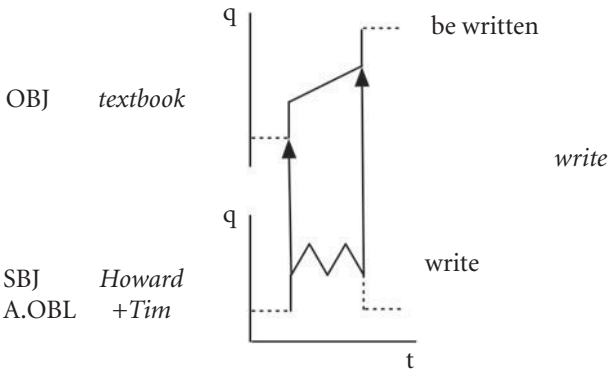 q
be written
OBJ textbook
write
q
SBJ Howard write
A.OBL +Tim
t